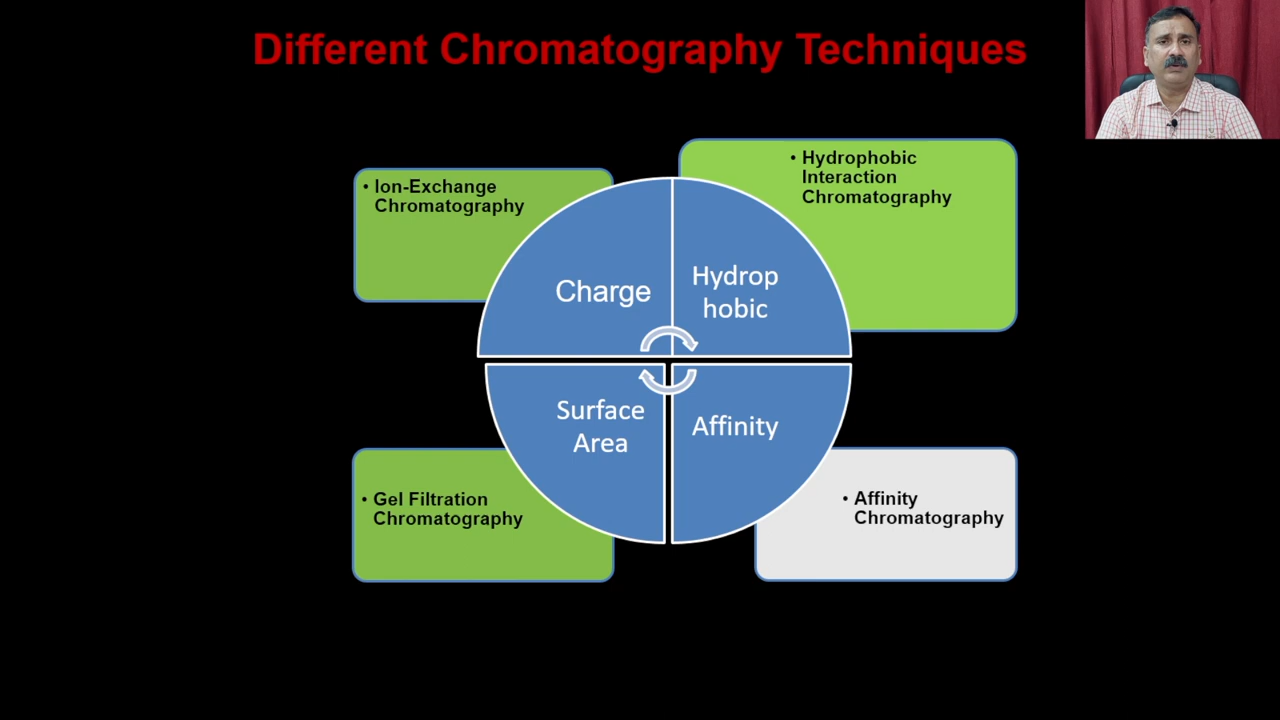 Different Chromatography Techniques
• Ion-Exchange
Chromatography
• Hydrophobic
Interaction
Chromatography
Charge
Hydrop
hobic
Surface
Area
Affinity
• Gel Filtration
Chromatography
• Affinity
Chromatography